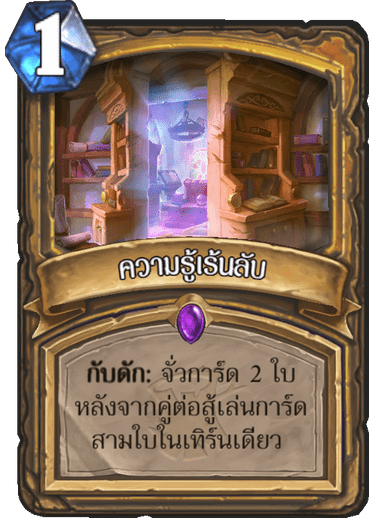 1
ความรู้เร้นลับ
กับดัก: จั่วการ์ด 2 ใบ
หลังจากคู่ต่อสู้เล่นการ์ด
สามใบในเทิร์นเดียว